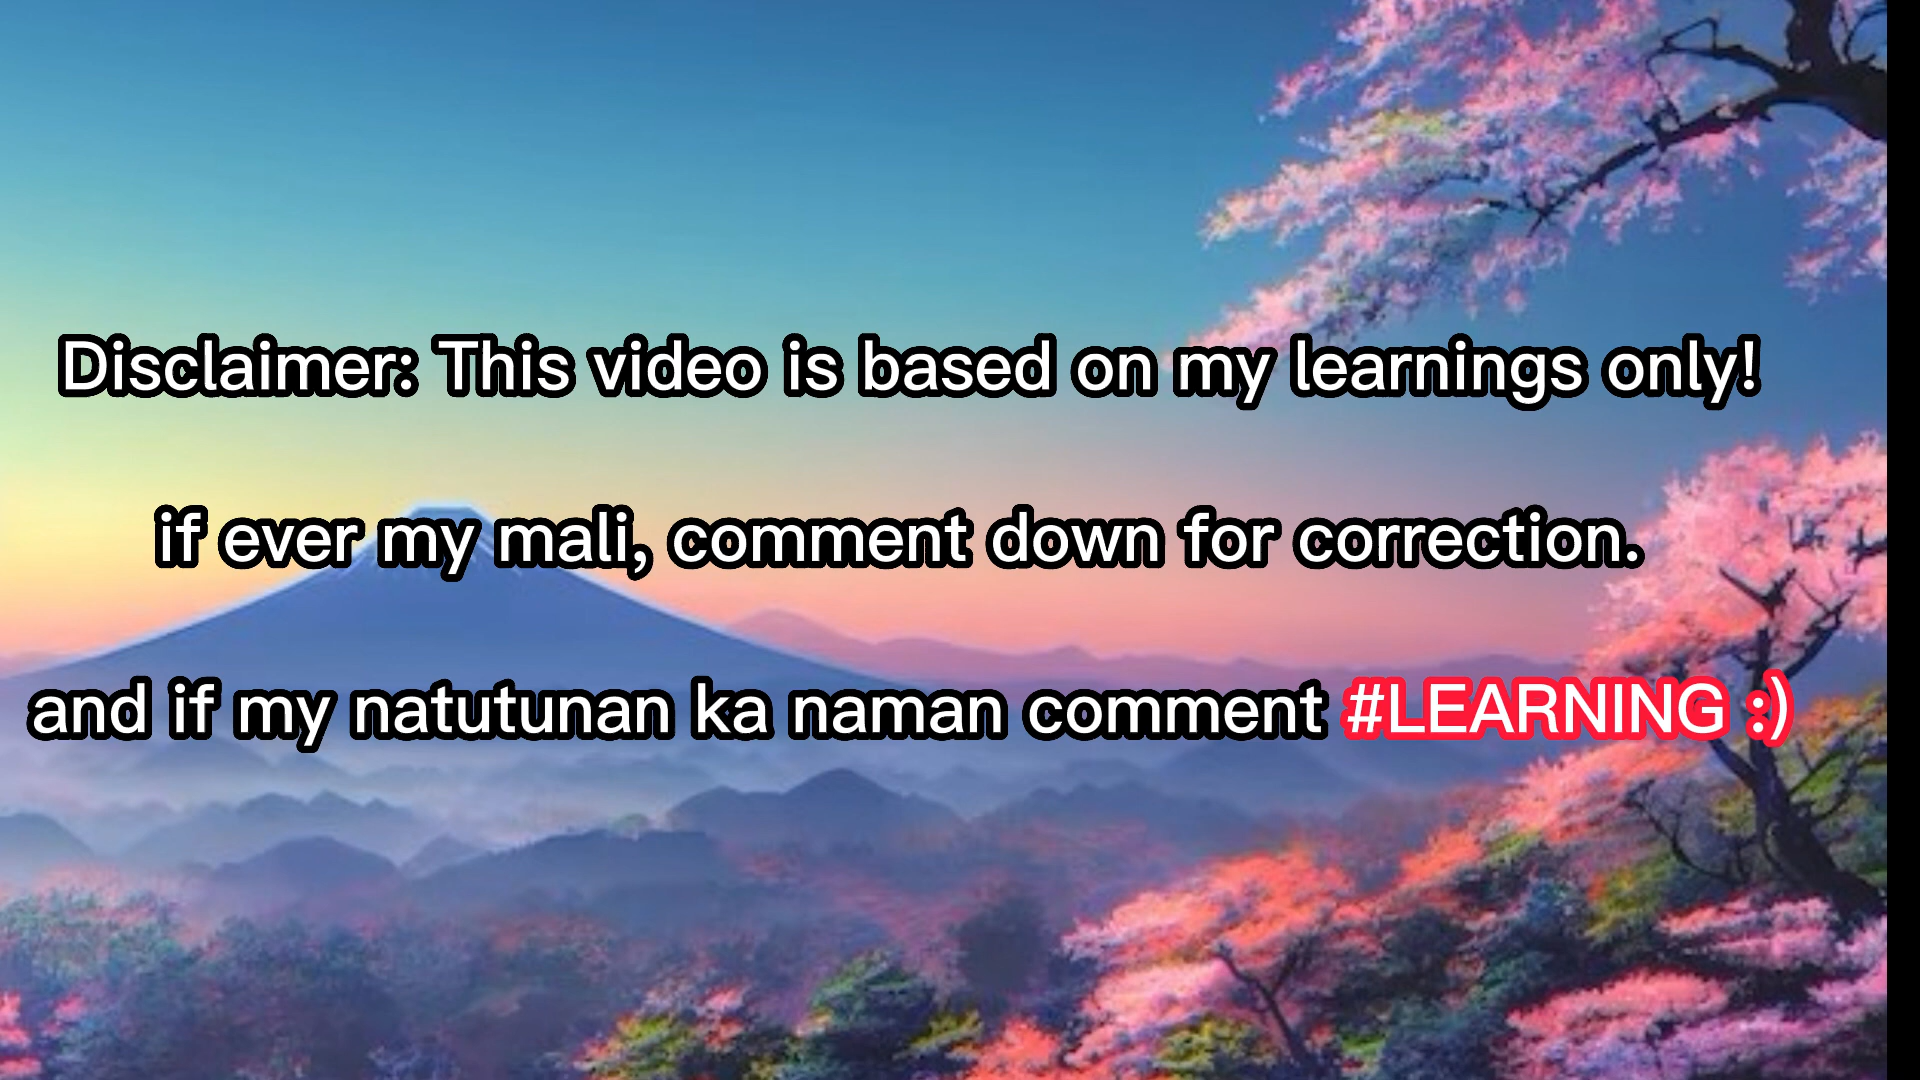 Disclaimer: This video is based on my learnings only!
if ever my mali, comment down for correction.
and if my natutunan ka naman comment #LEARNING :)